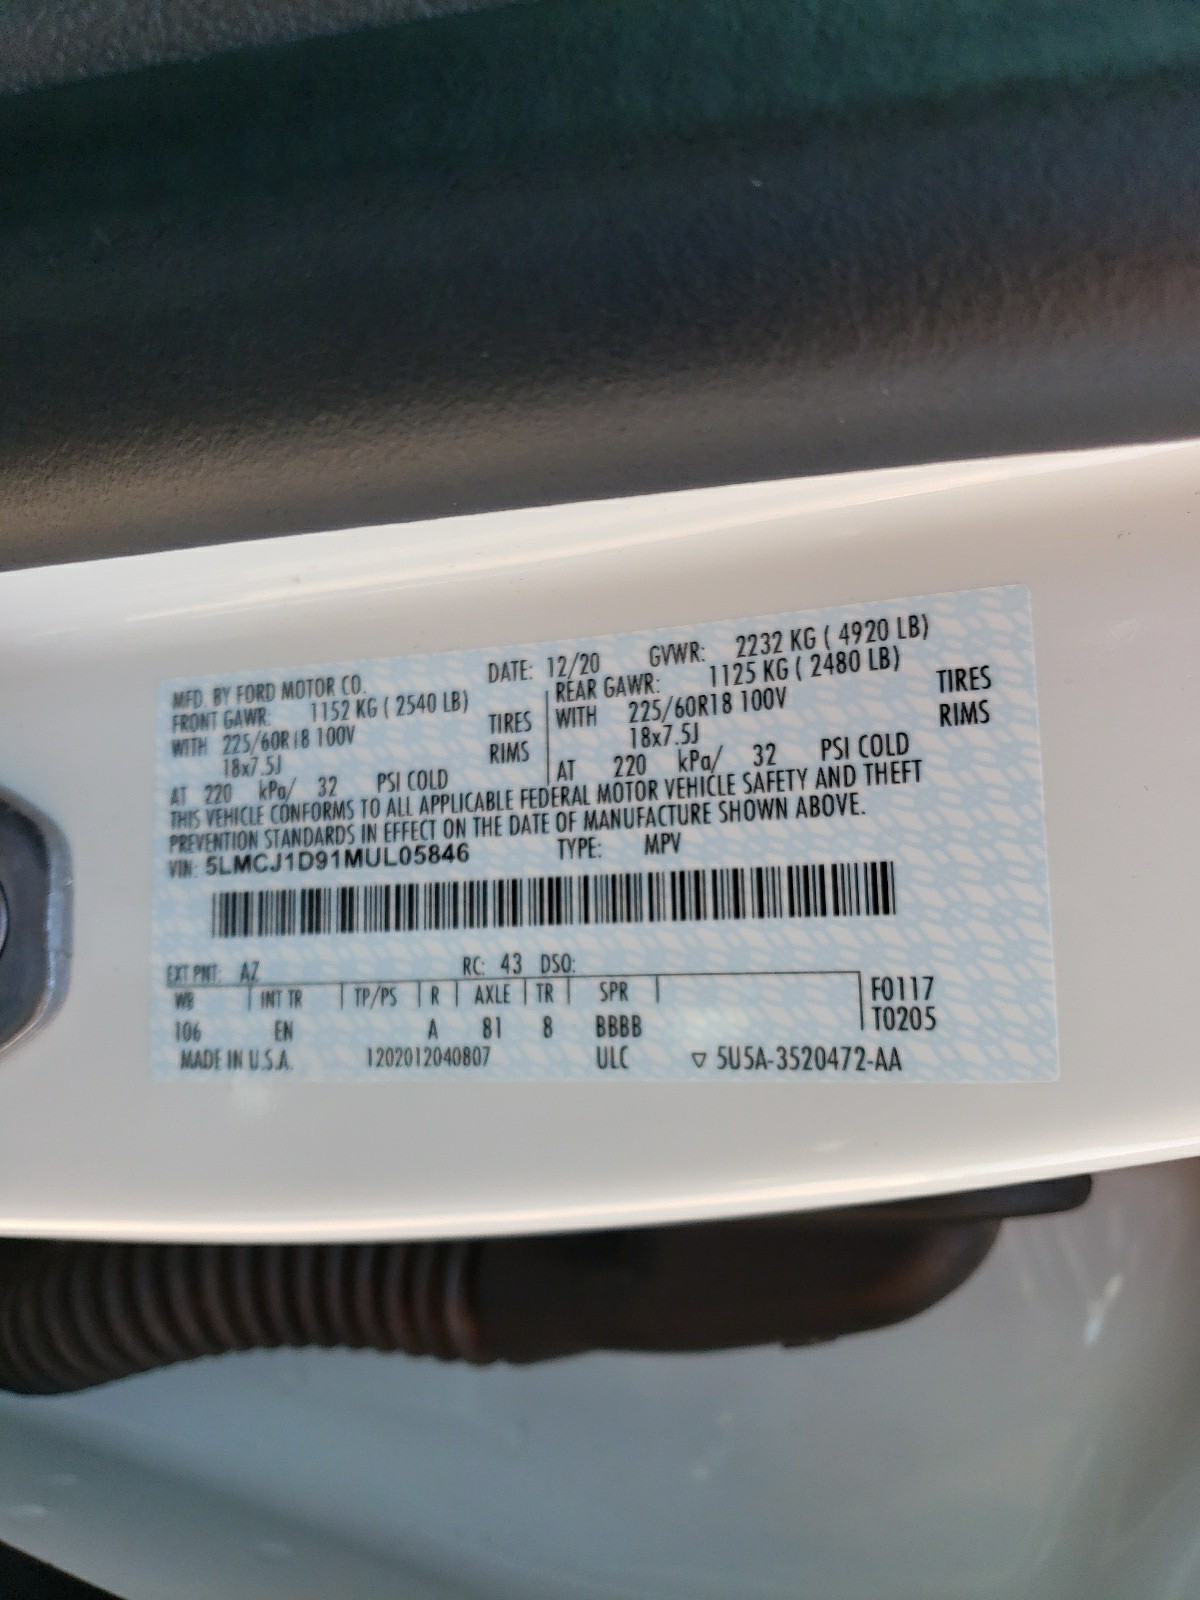 MFD. BY FORD MOTOR CO. DATE: 12/20 GVWR: 2232 KG ( 4920 LB)
FRONT GAWR: 1152 KG ( 2540 LB) REAR GAWR: 1125 KG ( 2480 LB)
WITH 225/60R18 100V TIRES WITH 225/60R18 100V TIRES
18x7.5J RIMS 18x7.5J RIMS
AT 220 kPa/ 32 PSI COLD AT 220 kPa/ 32 PSI COLD
THIS VEHICLE CONFORMS TO ALL APPLICABLE FEDERAL MOTOR VEHICLE SAFETY AND THEFT
PREVENTION STANDARDS IN EFFECT ON THE DATE OF MANUFACTURE SHOWN ABOVE.
VIN: 5LMCJ1D91MUL05846 TYPE: MPV
EXT PNT: AZ RC: 43 DSO:
WB INT TR TP/PS R AXLE TR SPR F0117
106 EN A 81 8 BBBB T0205
MADE IN U.S.A. 1202012040807 ULC ▽ 5U5A-3520472-AA